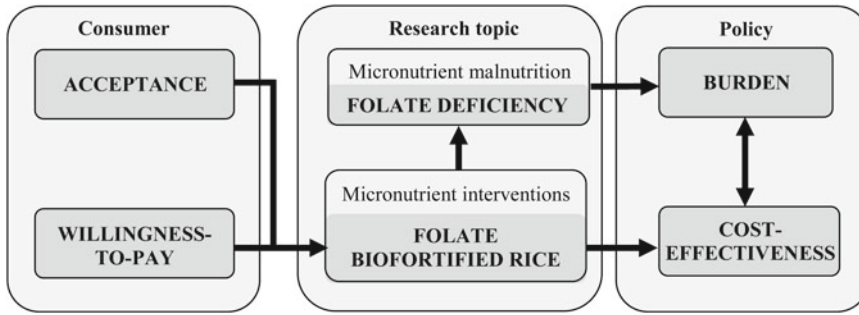 Consumer
ACCEPTANCE
WILLINGNESS-
TO-PAY
Research topic
Micronutrient malnutrition
FOLATE DEFICIENCY
Micronutrient interventions
FOLATE
BIOFORTIFIED RICE
Policy
BURDEN
COST-
EFFECTIVENESS